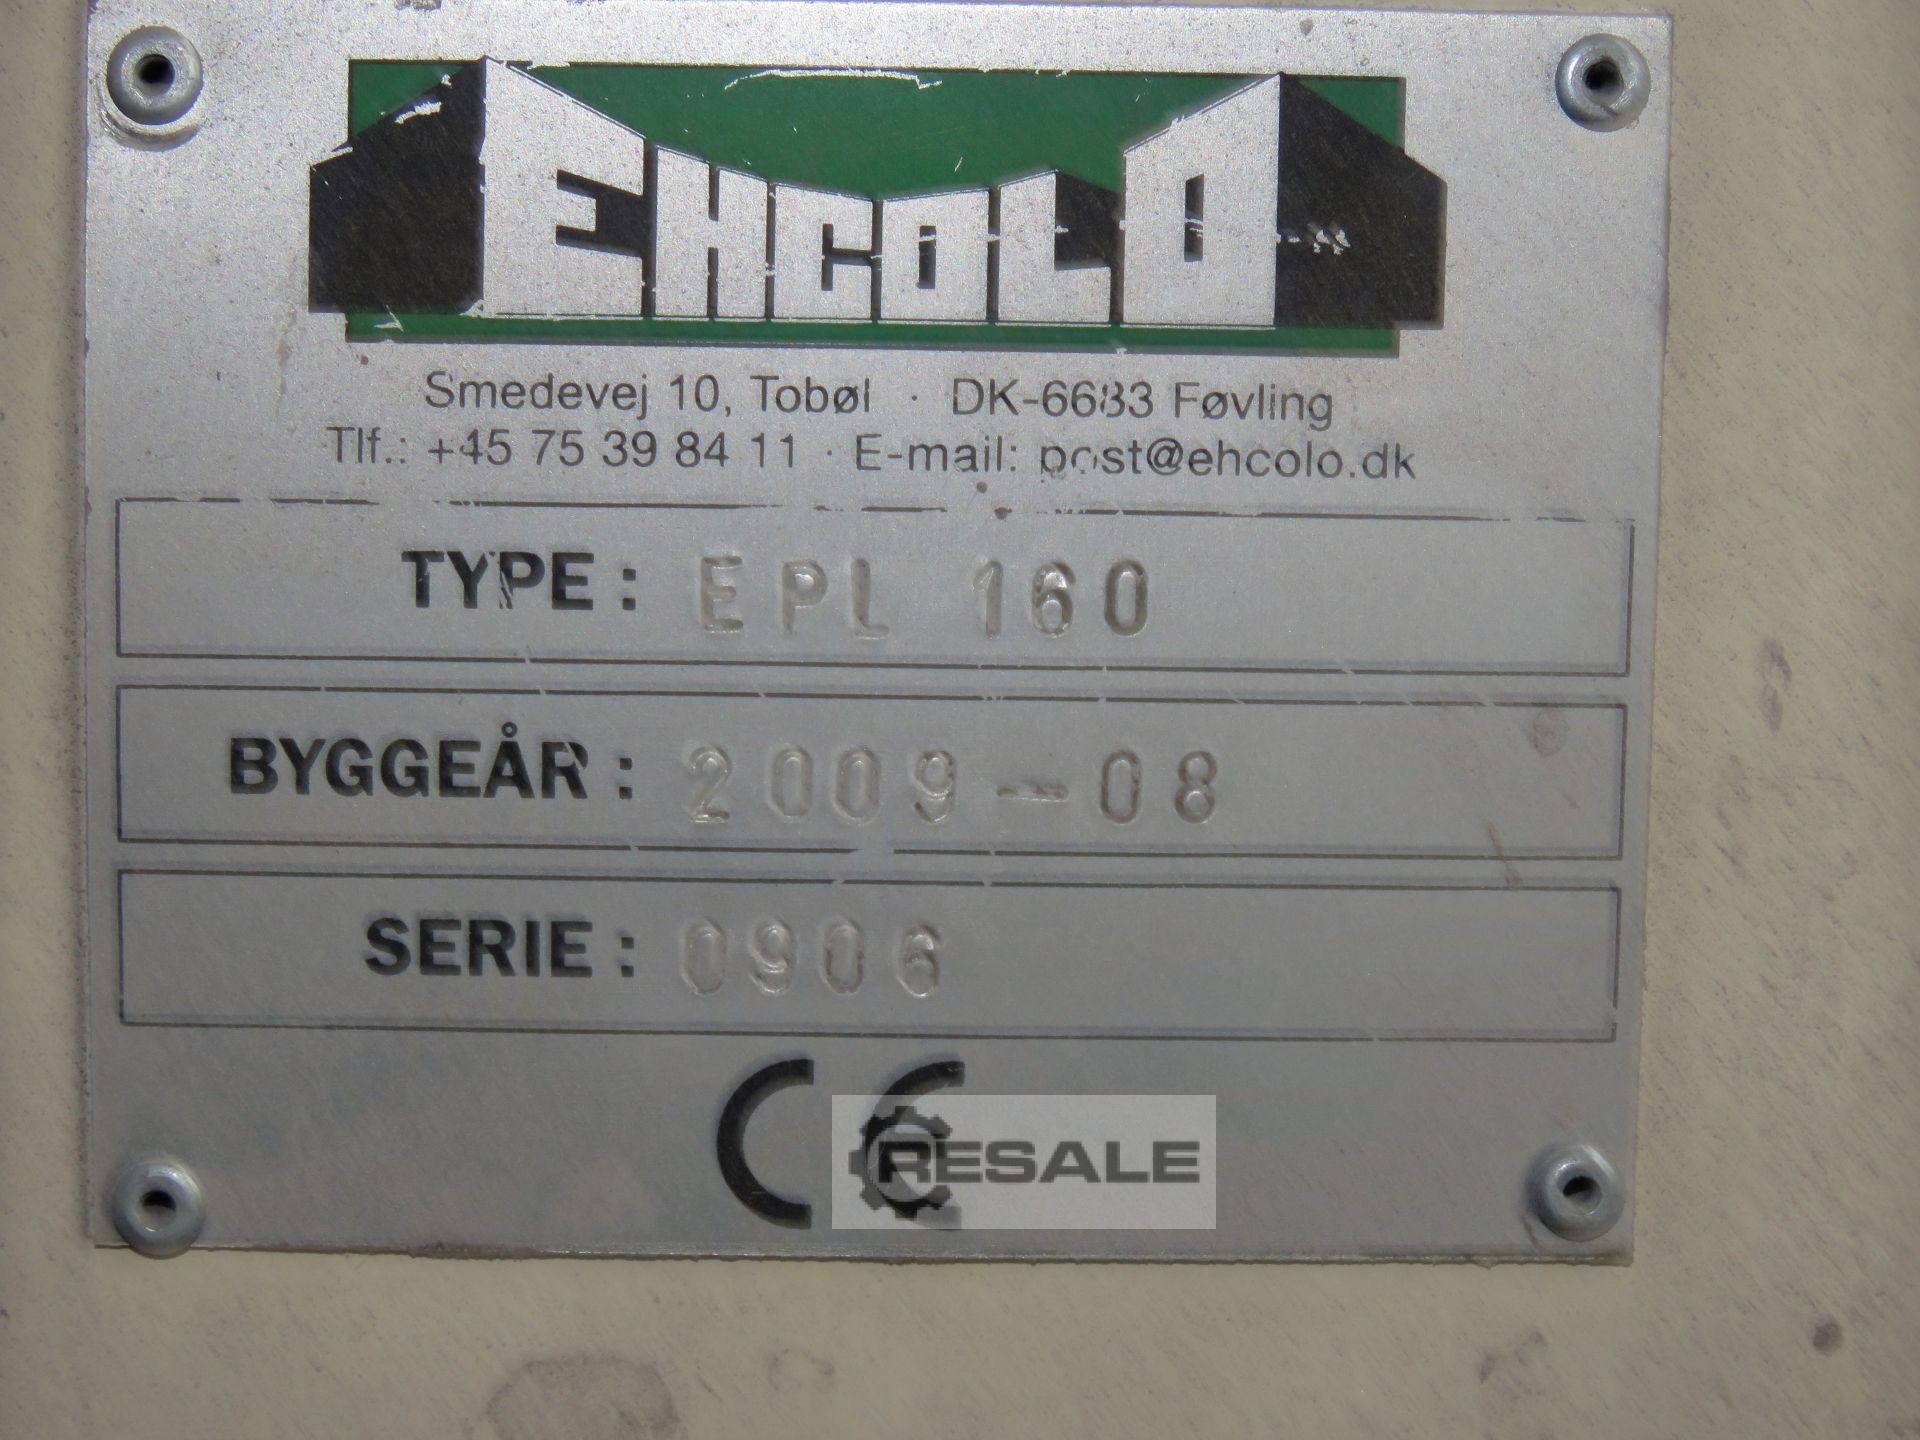 EHCOLO
Smedevej 10, Tobøl · DK-6683 Føvling
Tlf.: +45 75 39 84 11 · E-mail: post@ehcolo.dk
TYPE: EPL 160
BYGGEÅR: 2009-08
SERIE: 0906
CE
RESALE